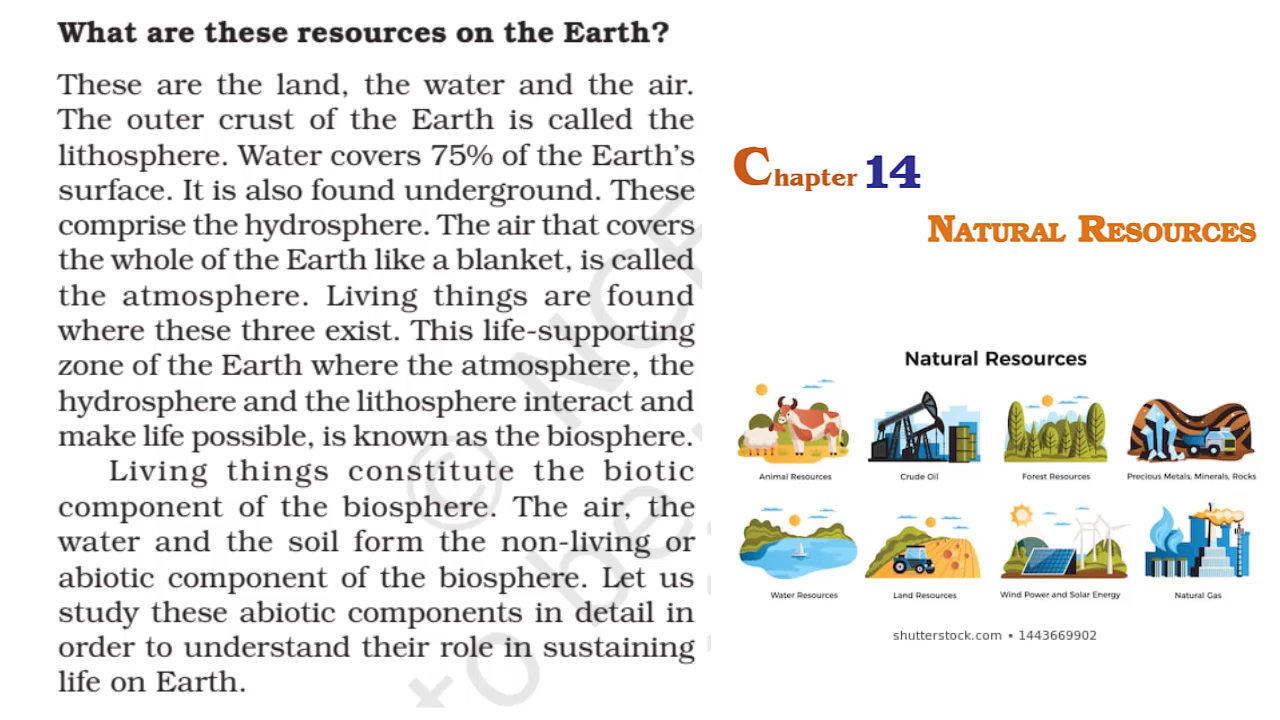 What are these resources on the Earth?
These are the land, the water and the air.
The outer crust of the Earth is called the
lithosphere. Water covers 75% of the Earth's
surface. It is also found underground. These
comprise the hydrosphere. The air that covers
the whole of the Earth like a blanket, is called
the atmosphere. Living things are found
where these three exist. This life-supporting
zone of the Earth where the atmosphere, the
hydrosphere and the lithosphere interact and
make life possible, is known as the biosphere.
Living things constitute the biotic
component of the biosphere. The air, the
water and the soil form the non-living or
abiotic component of the biosphere. Let us
study these abiotic components in detail in
order to understand their role in sustaining
life on Earth.
© NCE
to be
Chapter 14
NATURAL RESOURCES
Natural Resources
Animal Resources
Crude Oil
Forest Resources
Precious Metals, Minerals, Rocks
Water Resources
Land Resources
Wind Power and Solar Energy
Natural Gas
shutterstock.com • 1443669902